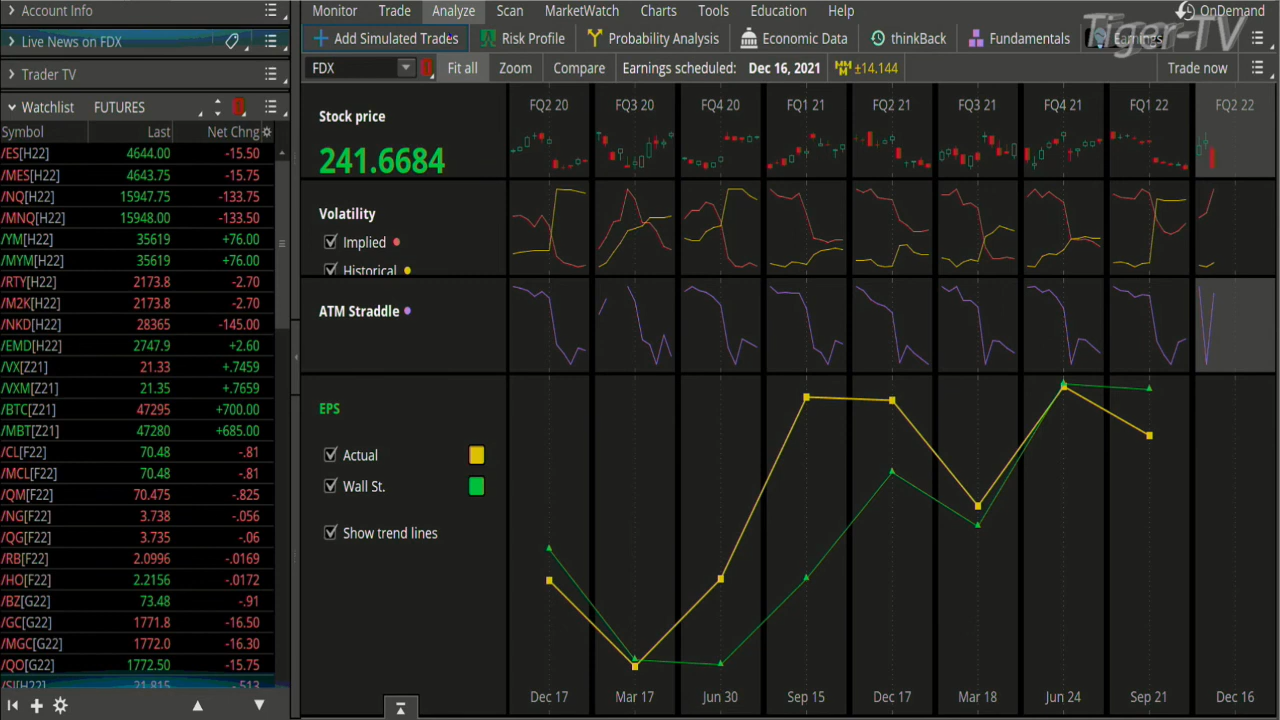 Account Info
Live News on FDX
Trader TV
Watchlist FUTURES
Symbol Last Net Chng
/ES[H22] 4644.00 -15.50
/MES[H22] 4643.75 -15.75
/NQ[H22] 15947.75 -133.75
/MNQ[H22] 15948.00 -133.50
/YM[H22] 35619 +76.00
/MYM[H22] 35619 +76.00
/RTY[H22] 2173.8 -2.70
/M2K[H22] 2173.8 -2.70
/NKD[H22] 28365 -145.00
/EMD[H22] 2747.9 +2.60
/VX[Z21] 21.33 +.7459
/VXM[Z21] 21.35 +.7659
/BTC[Z21] 47295 +700.00
/MBT[Z21] 47280 +685.00
/CL[F22] 70.48 -.81
/MCL[F22] 70.48 -.81
/QM[F22] 70.475 -.825
/NG[F22] 3.738 -.056
/QG[F22] 3.735 -.06
/RB[F22] 2.0996 -.0169
/HO[F22] 2.2156 -.0172
/BZ[G22] 73.48 -.91
/GC[G22] 1771.8 -16.50
/MGC[G22] 1772.0 -16.30
/QO[G22] 1772.50 -15.75
/SI[H22] 21.815 -.513
Monitor Trade Analyze Scan MarketWatch Charts Tools Education Help OnDemand
Tiger-TV
Add Simulated Trades Risk Profile Probability Analysis Economic Data thinkBack Fundamentals Earnings
FDX Fit all Zoom Compare Earnings scheduled: Dec 16, 2021 MM ±14.144 Trade now
FQ2 20 FQ3 20 FQ4 20 FQ1 21 FQ2 21 FQ3 21 FQ4 21 FQ1 22 FQ2 22
Stock price
241.6684
Volatility
Implied
Historical
ATM Straddle
EPS
Actual
Wall St.
Show trend lines
Dec 17 Mar 17 Jun 30 Sep 15 Dec 17 Mar 18 Jun 24 Sep 21 Dec 16